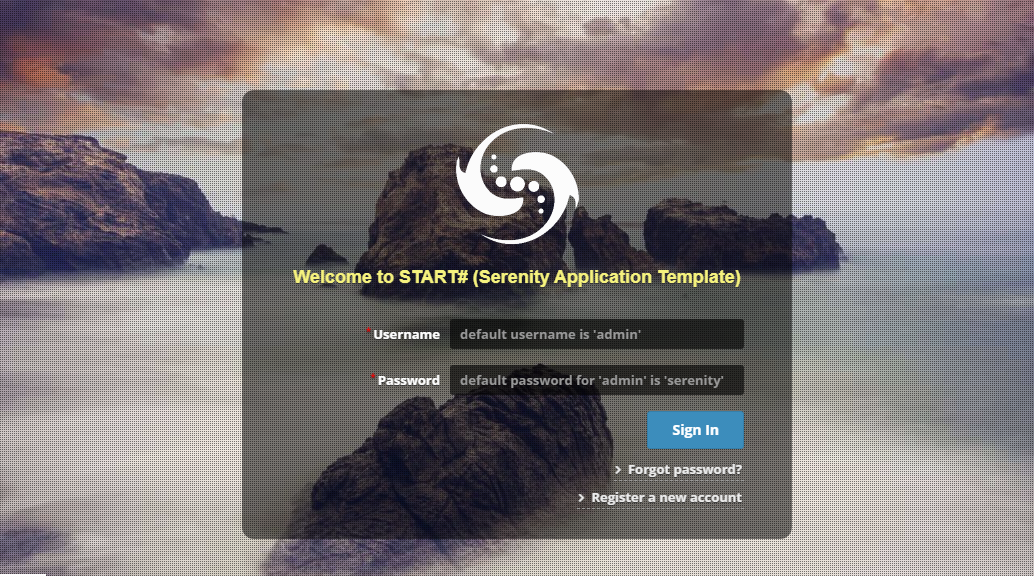 Welcome to START# (Serenity Application Template)
*Username default username is 'admin'
*Password default password for 'admin' is 'serenity'
Sign In
Forgot password?
Register a new account